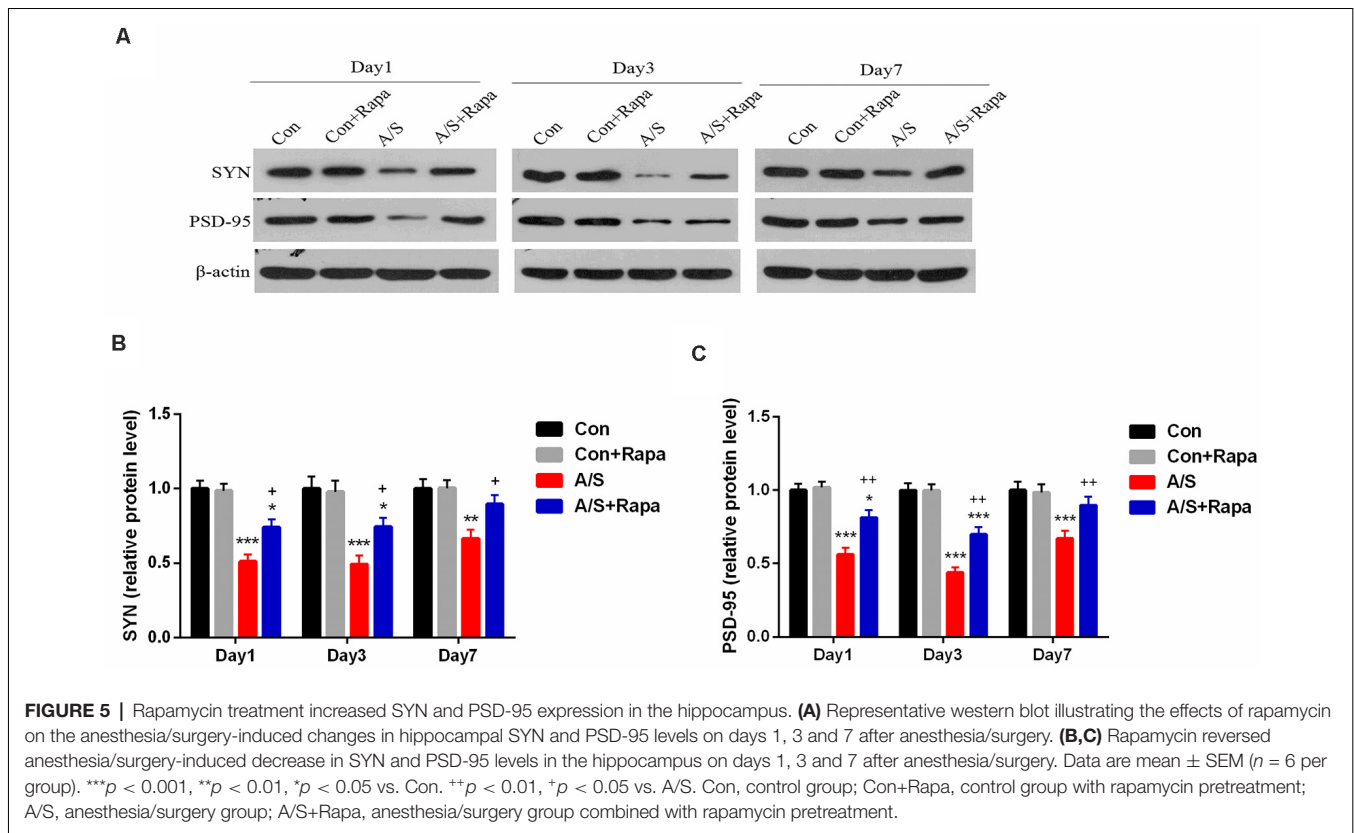 A
Day1 Day3 Day7
Con Con+Rapa A/S A/S+Rapa Con Con+Rapa A/S A/S+Rapa Con Con+Rapa A/S A/S+Rapa
SYN
PSD-95
β-actin
B
SYN (relative protein level)
1.5
1.0
0.5
0.0
*** + * *** + * ** +
Day1 Day3 Day7
Con
Con+Rapa
A/S
A/S+Rapa
C
PSD-95 (relative protein level)
1.5
1.0
0.5
0.0
*** ++ * *** ++ *** *** ++
Day1 Day3 Day7
Con
Con+Rapa
A/S
A/S+Rapa
FIGURE 5 | Rapamycin treatment increased SYN and PSD-95 expression in the hippocampus. (A) Representative western blot illustrating the effects of rapamycin
on the anesthesia/surgery-induced changes in hippocampal SYN and PSD-95 levels on days 1, 3 and 7 after anesthesia/surgery. (B,C) Rapamycin reversed
anesthesia/surgery-induced decrease in SYN and PSD-95 levels in the hippocampus on days 1, 3 and 7 after anesthesia/surgery. Data are mean ± SEM (n = 6 per
group). ***p < 0.001, **p < 0.01, *p < 0.05 vs. Con. ++p < 0.01, +p < 0.05 vs. A/S. Con, control group; Con+Rapa, control group with rapamycin pretreatment;
A/S, anesthesia/surgery group; A/S+Rapa, anesthesia/surgery group combined with rapamycin pretreatment.